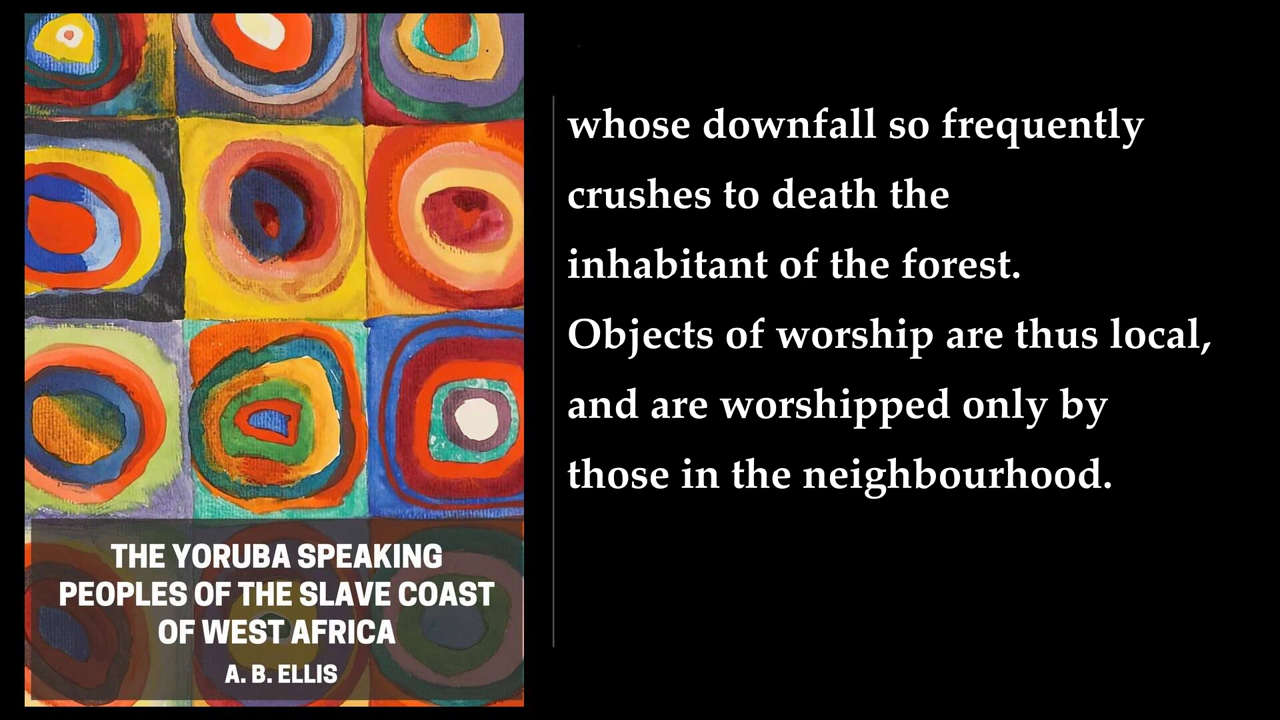 whose downfall so frequently
crushes to death the
inhabitant of the forest.
Objects of worship are thus local,
and are worshipped only by
those in the neighbourhood.
THE YORUBA SPEAKING
PEOPLES OF THE SLAVE COAST
OF WEST AFRICA
A. B. ELLIS